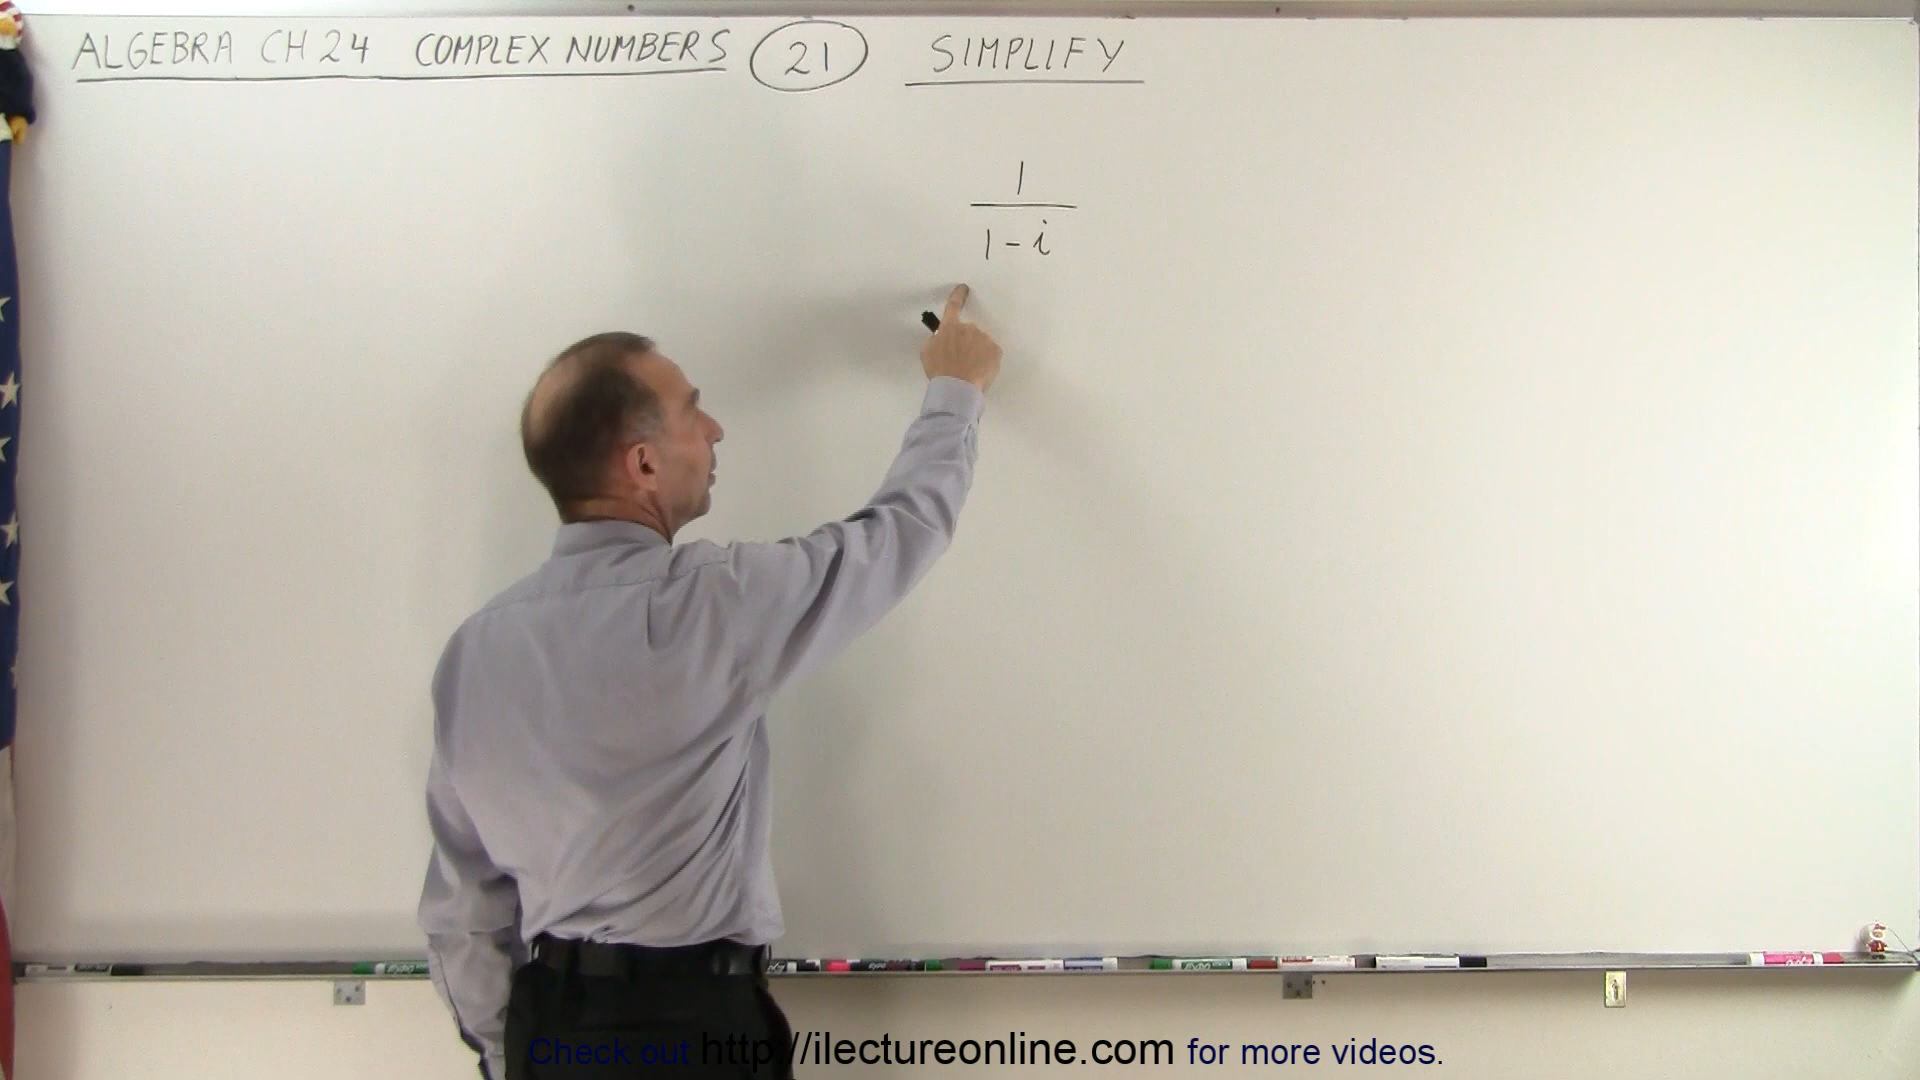 ALGEBRA CH 24 COMPLEX NUMBERS 21 SIMPLIFY
1
1-i
Check out http://ilectureonline.com for more videos.